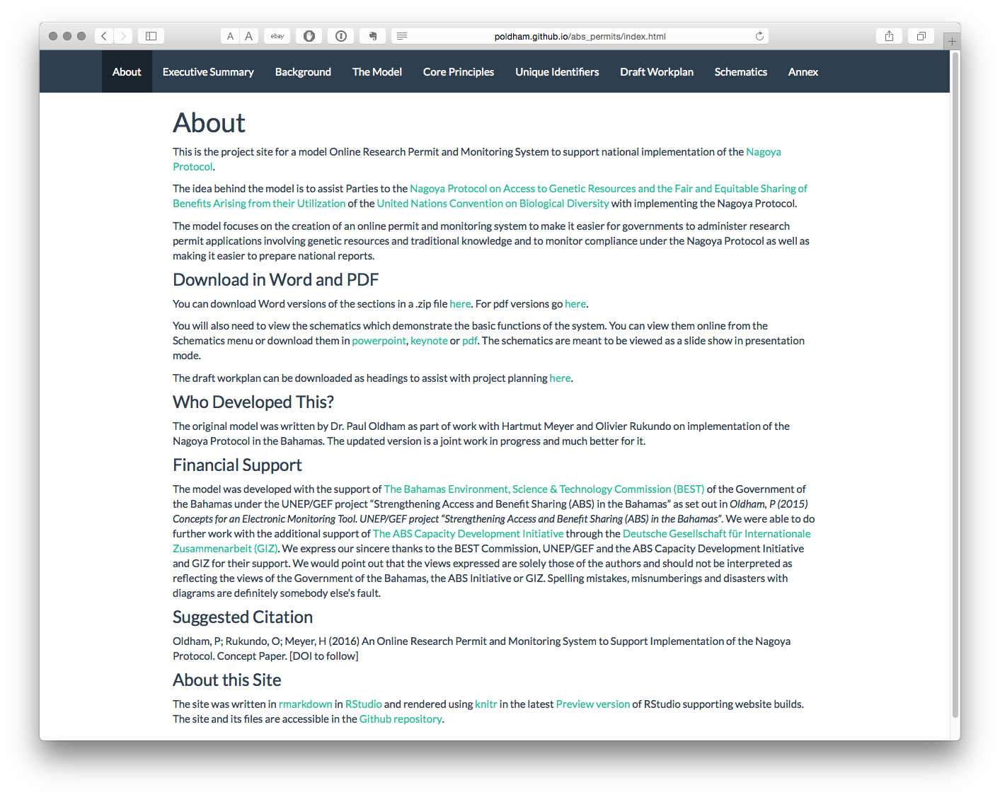 A A ebay poldham.github.io/abs_permits/index.html
About Executive Summary Background The Model Core Principles Unique Identifiers Draft Workplan Schematics Annex
About
This is the project site for a model Online Research Permit and Monitoring System to support national implementation of the Nagoya
Protocol.
The idea behind the model is to assist Parties to the Nagoya Protocol on Access to Genetic Resources and the Fair and Equitable Sharing of
Benefits Arising from their Utilization of the United Nations Convention on Biological Diversity with implementing the Nagoya Protocol.
The model focuses on the creation of an online permit and monitoring system to make it easier for governments to administer research
permit applications involving genetic resources and traditional knowledge and to monitor compliance under the Nagoya Protocol as well as
making it easier to prepare national reports.
Download in Word and PDF
You can download Word versions of the sections in a .zip file here. For pdf versions go here.
You will also need to view the schematics which demonstrate the basic functions of the system. You can view them online from the
Schematics menu or download them in powerpoint, keynote or pdf. The schematics are meant to be viewed as a slide show in presentation
mode.
The draft workplan can be downloaded as headings to assist with project planning here.
Who Developed This?
The original model was written by Dr. Paul Oldham as part of work with Hartmut Meyer and Olivier Rukundo on implementation of the
Nagoya Protocol in the Bahamas. The updated version is a joint work in progress and much better for it.
Financial Support
The model was developed with the support of The Bahamas Environment, Science & Technology Commission (BEST) of the Government of
the Bahamas under the UNEP/GEF project “Strengthening Access and Benefit Sharing (ABS) in the Bahamas” as set out in Oldham, P (2015)
Concepts for an Electronic Monitoring Tool. UNEP/GEF project “Strengthening Access and Benefit Sharing (ABS) in the Bahamas”. We were able to do
further work with the additional support of The ABS Capacity Development Initiative through the Deutsche Gesellschaft für Internationale
Zusammenarbeit (GIZ). We express our sincere thanks to the BEST Commission, UNEP/GEF and the ABS Capacity Development Initiative
and GIZ for their support. We would point out that the views expressed are solely those of the authors and should not be interpreted as
reflecting the views of the Government of the Bahamas, the ABS Initiative or GIZ. Spelling mistakes, misnumberings and disasters with
diagrams are definitely somebody else’s fault.
Suggested Citation
Oldham, P; Rukundo, O; Meyer, H (2016) An Online Research Permit and Monitoring System to Support Implementation of the Nagoya
Protocol. Concept Paper. [DOI to follow]
About this Site
The site was written in rmarkdown in RStudio and rendered using knitr in the latest Preview version of RStudio supporting website builds.
The site and its files are accessible in the Github repository.